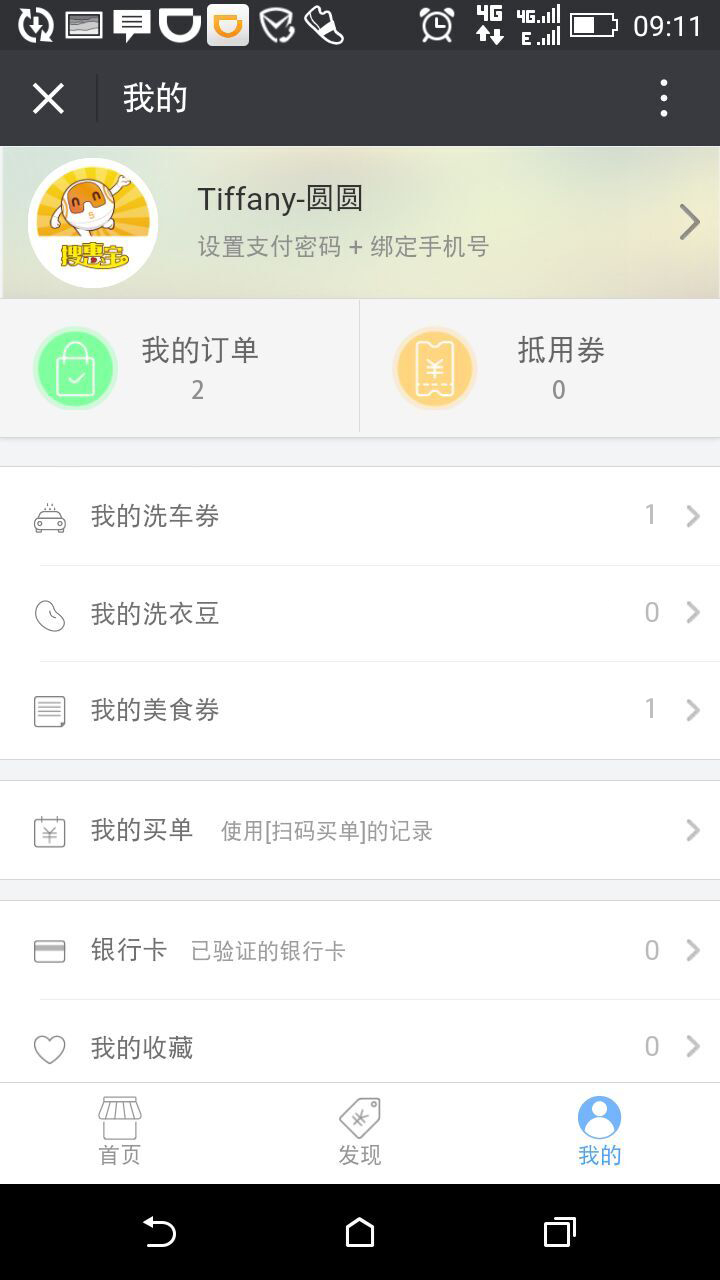 4G 4G E 09:11
我的
Tiffany-圆圆
设置支付密码 + 绑定手机号
搜惠宝
我的订单
2
抵用券
0
我的洗车券 1
我的洗衣豆 0
我的美食券 1
我的买单 使用[扫码买单]的记录
银行卡 已验证的银行卡 0
我的收藏 0
首页
发现
我的